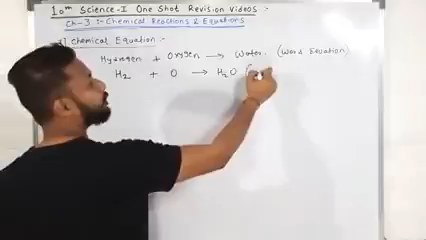 10th Science-I One Shot Revision Videos :-
Ch-3 :- Chemical Reactions & Equations
1] Chemical Equation :-
Hydrogen + Oxygen → Water (Word Equation)
H₂ + O → H₂O (